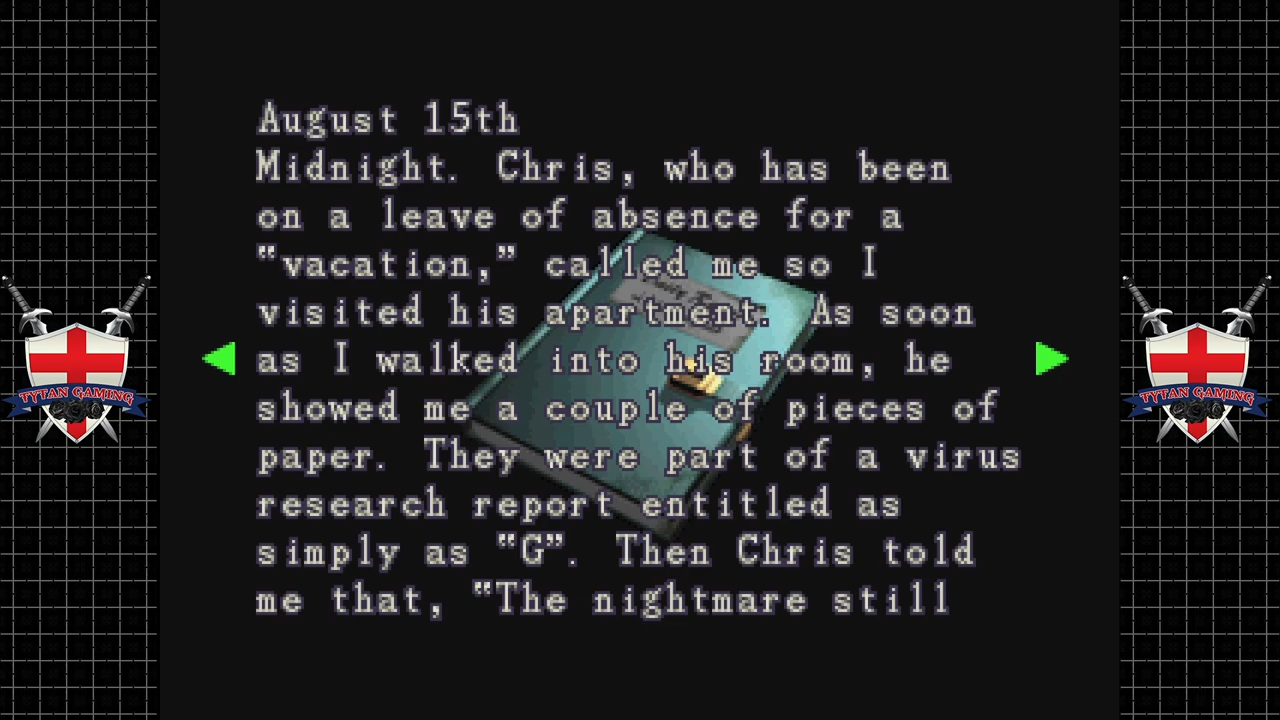 August 15th
Midnight. Chris, who has been
on a leave of absence for a
"vacation," called me so I
visited his apartment. As soon
as I walked into his room, he
showed me a couple of pieces of
paper. They were part of a virus
research report entitled as
simply as "G". Then Chris told
me that, "The nightmare still
TYTAN GAMING
TYTAN GAMING